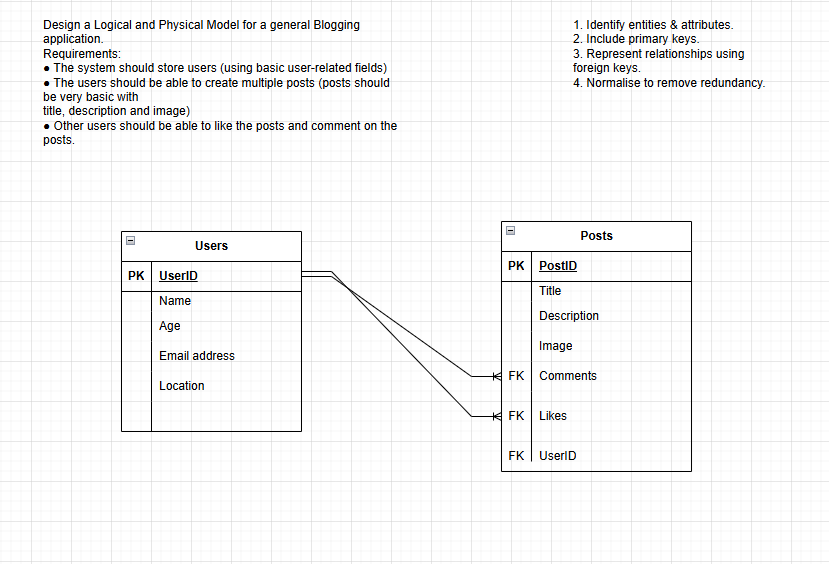 Design a Logical and Physical Model for a general Blogging
application.
Requirements:
● The system should store users (using basic user-related fields)
● The users should be able to create multiple posts (posts should
be very basic with
title, description and image)
● Other users should be able to like the posts and comment on the
posts.
1. Identify entities & attributes.
2. Include primary keys.
3. Represent relationships using
foreign keys.
4. Normalise to remove redundancy.
Users
PK UserID
Name
Age
Email address
Location
Posts
PK PostID
Title
Description
Image
FK Comments
FK Likes
FK UserID